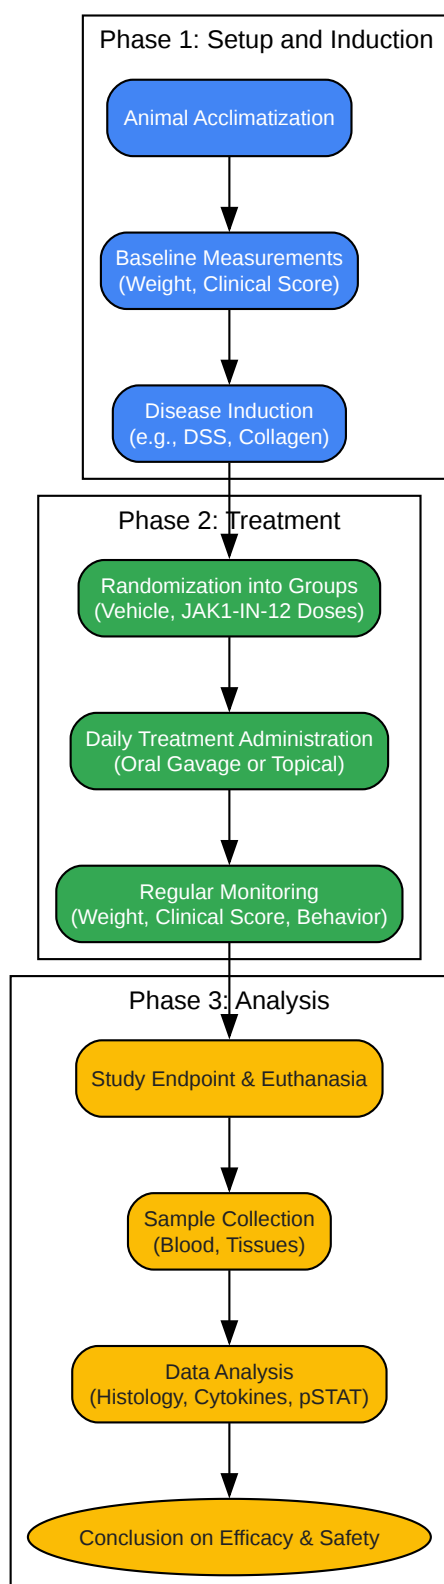 Phase 1: Setup and Induction
Animal Acclimatization
Baseline Measurements
(Weight, Clinical Score)
Disease Induction
(e.g., DSS, Collagen)
Phase 2: Treatment
Randomization into Groups
(Vehicle, JAK1-IN-12 Doses)
Daily Treatment Administration
(Oral Gavage or Topical)
Regular Monitoring
(Weight, Clinical Score, Behavior)
Phase 3: Analysis
Study Endpoint & Euthanasia
Sample Collection
(Blood, Tissues)
Data Analysis
(Histology, Cytokines, pSTAT)
Conclusion on Efficacy & Safety